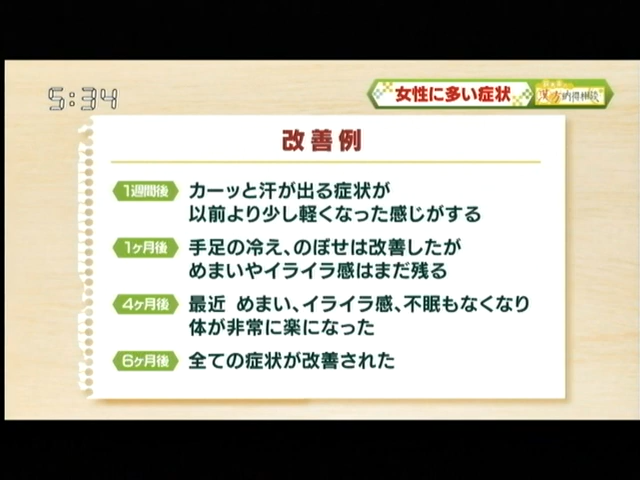 5:34
女性に多い症状
漢方納得相談
改善例
1週間後 カーッと汗が出る症状が
以前より少し軽くなった感じがする
1ヶ月後 手足の冷え、のぼせは改善したが
めまいやイライラ感はまだ残る
4ヶ月後 最近 めまい、イライラ感、不眠もなくなり
体が非常に楽になった
6ヶ月後 全ての症状が改善された